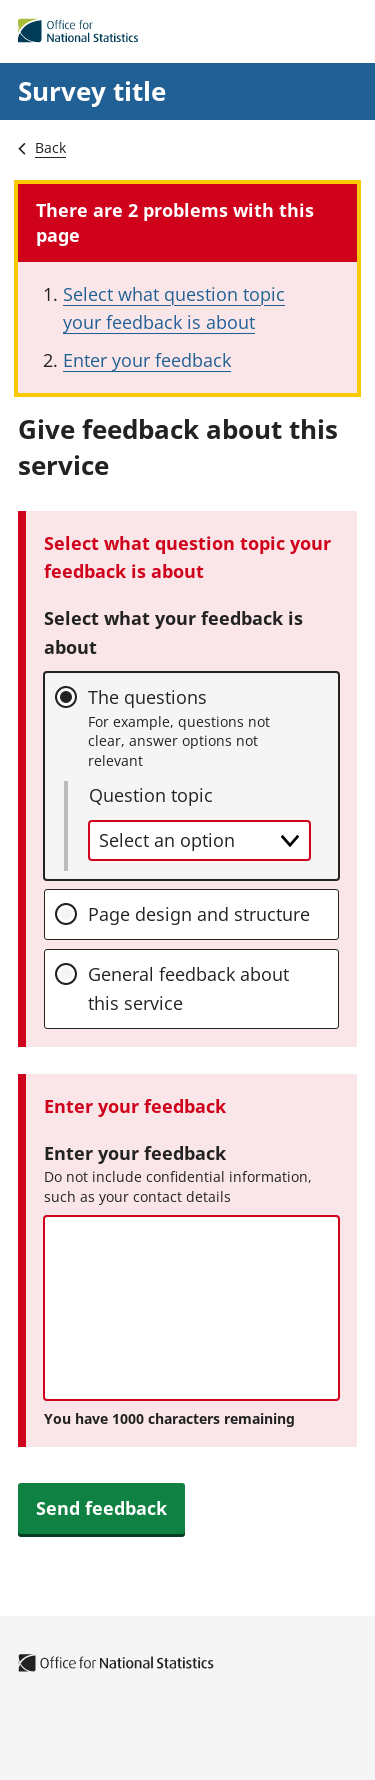 Office for
National Statistics
Survey title
Back
There are 2 problems with this
page
1. Select what question topic
your feedback is about
2. Enter your feedback
Give feedback about this
service
Select what question topic your
feedback is about
Select what your feedback is
about
The questions
For example, questions not
clear, answer options not
relevant
Question topic
Select an option
Page design and structure
General feedback about
this service
Enter your feedback
Enter your feedback
Do not include confidential information,
such as your contact details
You have 1000 characters remaining
Send feedback
Office for National Statistics